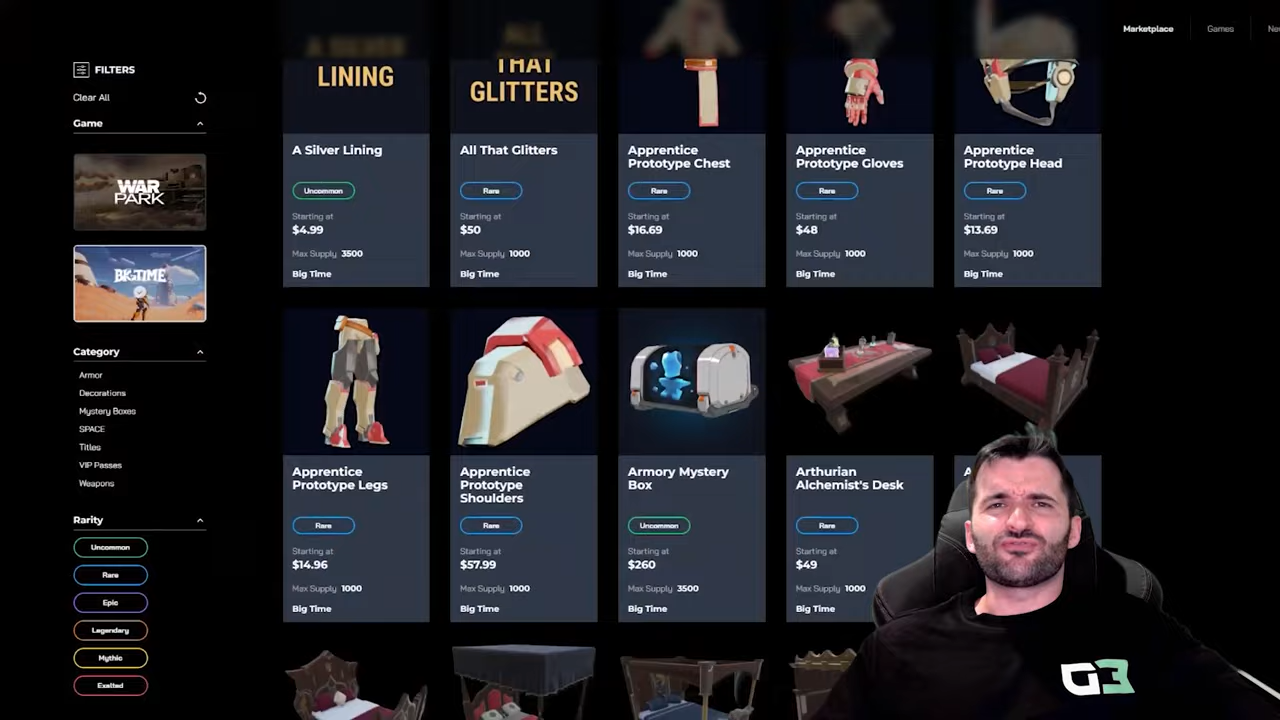 Marketplace
Games
FILTERS
Clear All
Game
WAR
PARK
BIGTIME
Category
Armor
Decorations
Mystery Boxes
SPACE
Titles
VIP Passes
Weapons
Rarity
Uncommon
Rare
Epic
Legendary
Mythic
Exalted
A SILVER
LINING
A Silver Lining
Uncommon
Starting at
$4.99
Max Supply 3500
Big Time
ALL
THAT
GLITTERS
All That Glitters
Rare
Starting at
$50
Max Supply 1000
Big Time
Apprentice
Prototype Chest
Rare
Starting at
$16.69
Max Supply 1000
Big Time
Apprentice
Prototype Gloves
Rare
Starting at
$48
Max Supply 1000
Big Time
Apprentice
Prototype Head
Rare
Starting at
$13.69
Max Supply 1000
Big Time
Apprentice
Prototype Legs
Rare
Starting at
$14.96
Max Supply 1000
Big Time
Apprentice
Prototype
Shoulders
Rare
Starting at
$57.99
Max Supply 1000
Big Time
Armory Mystery
Box
Uncommon
Starting at
$260
Max Supply 3500
Big Time
Arthurian
Alchemist's Desk
Rare
Starting at
$49
Max Supply 1000
Big Time
G3